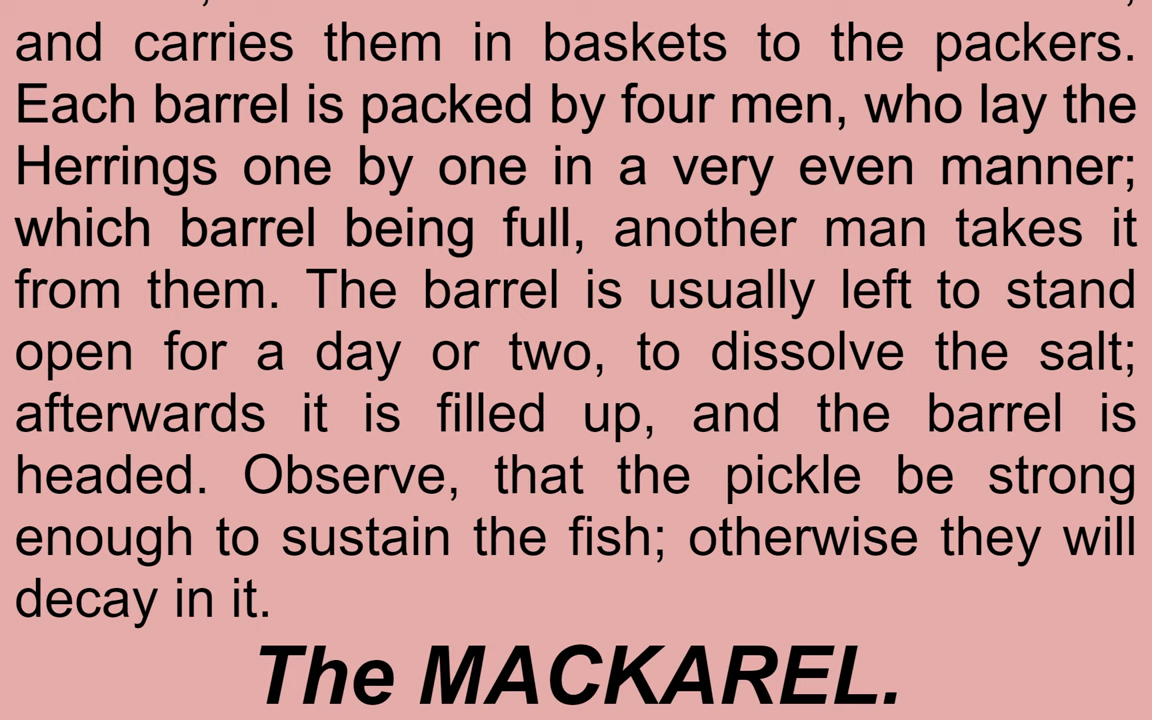 and carries them in baskets to the packers.
Each barrel is packed by four men, who lay the
Herrings one by one in a very even manner;
which barrel being full, another man takes it
from them. The barrel is usually left to stand
open for a day or two, to dissolve the salt;
afterwards it is filled up, and the barrel is
headed. Observe, that the pickle be strong
enough to sustain the fish; otherwise they will
decay in it.
The MACKAREL.